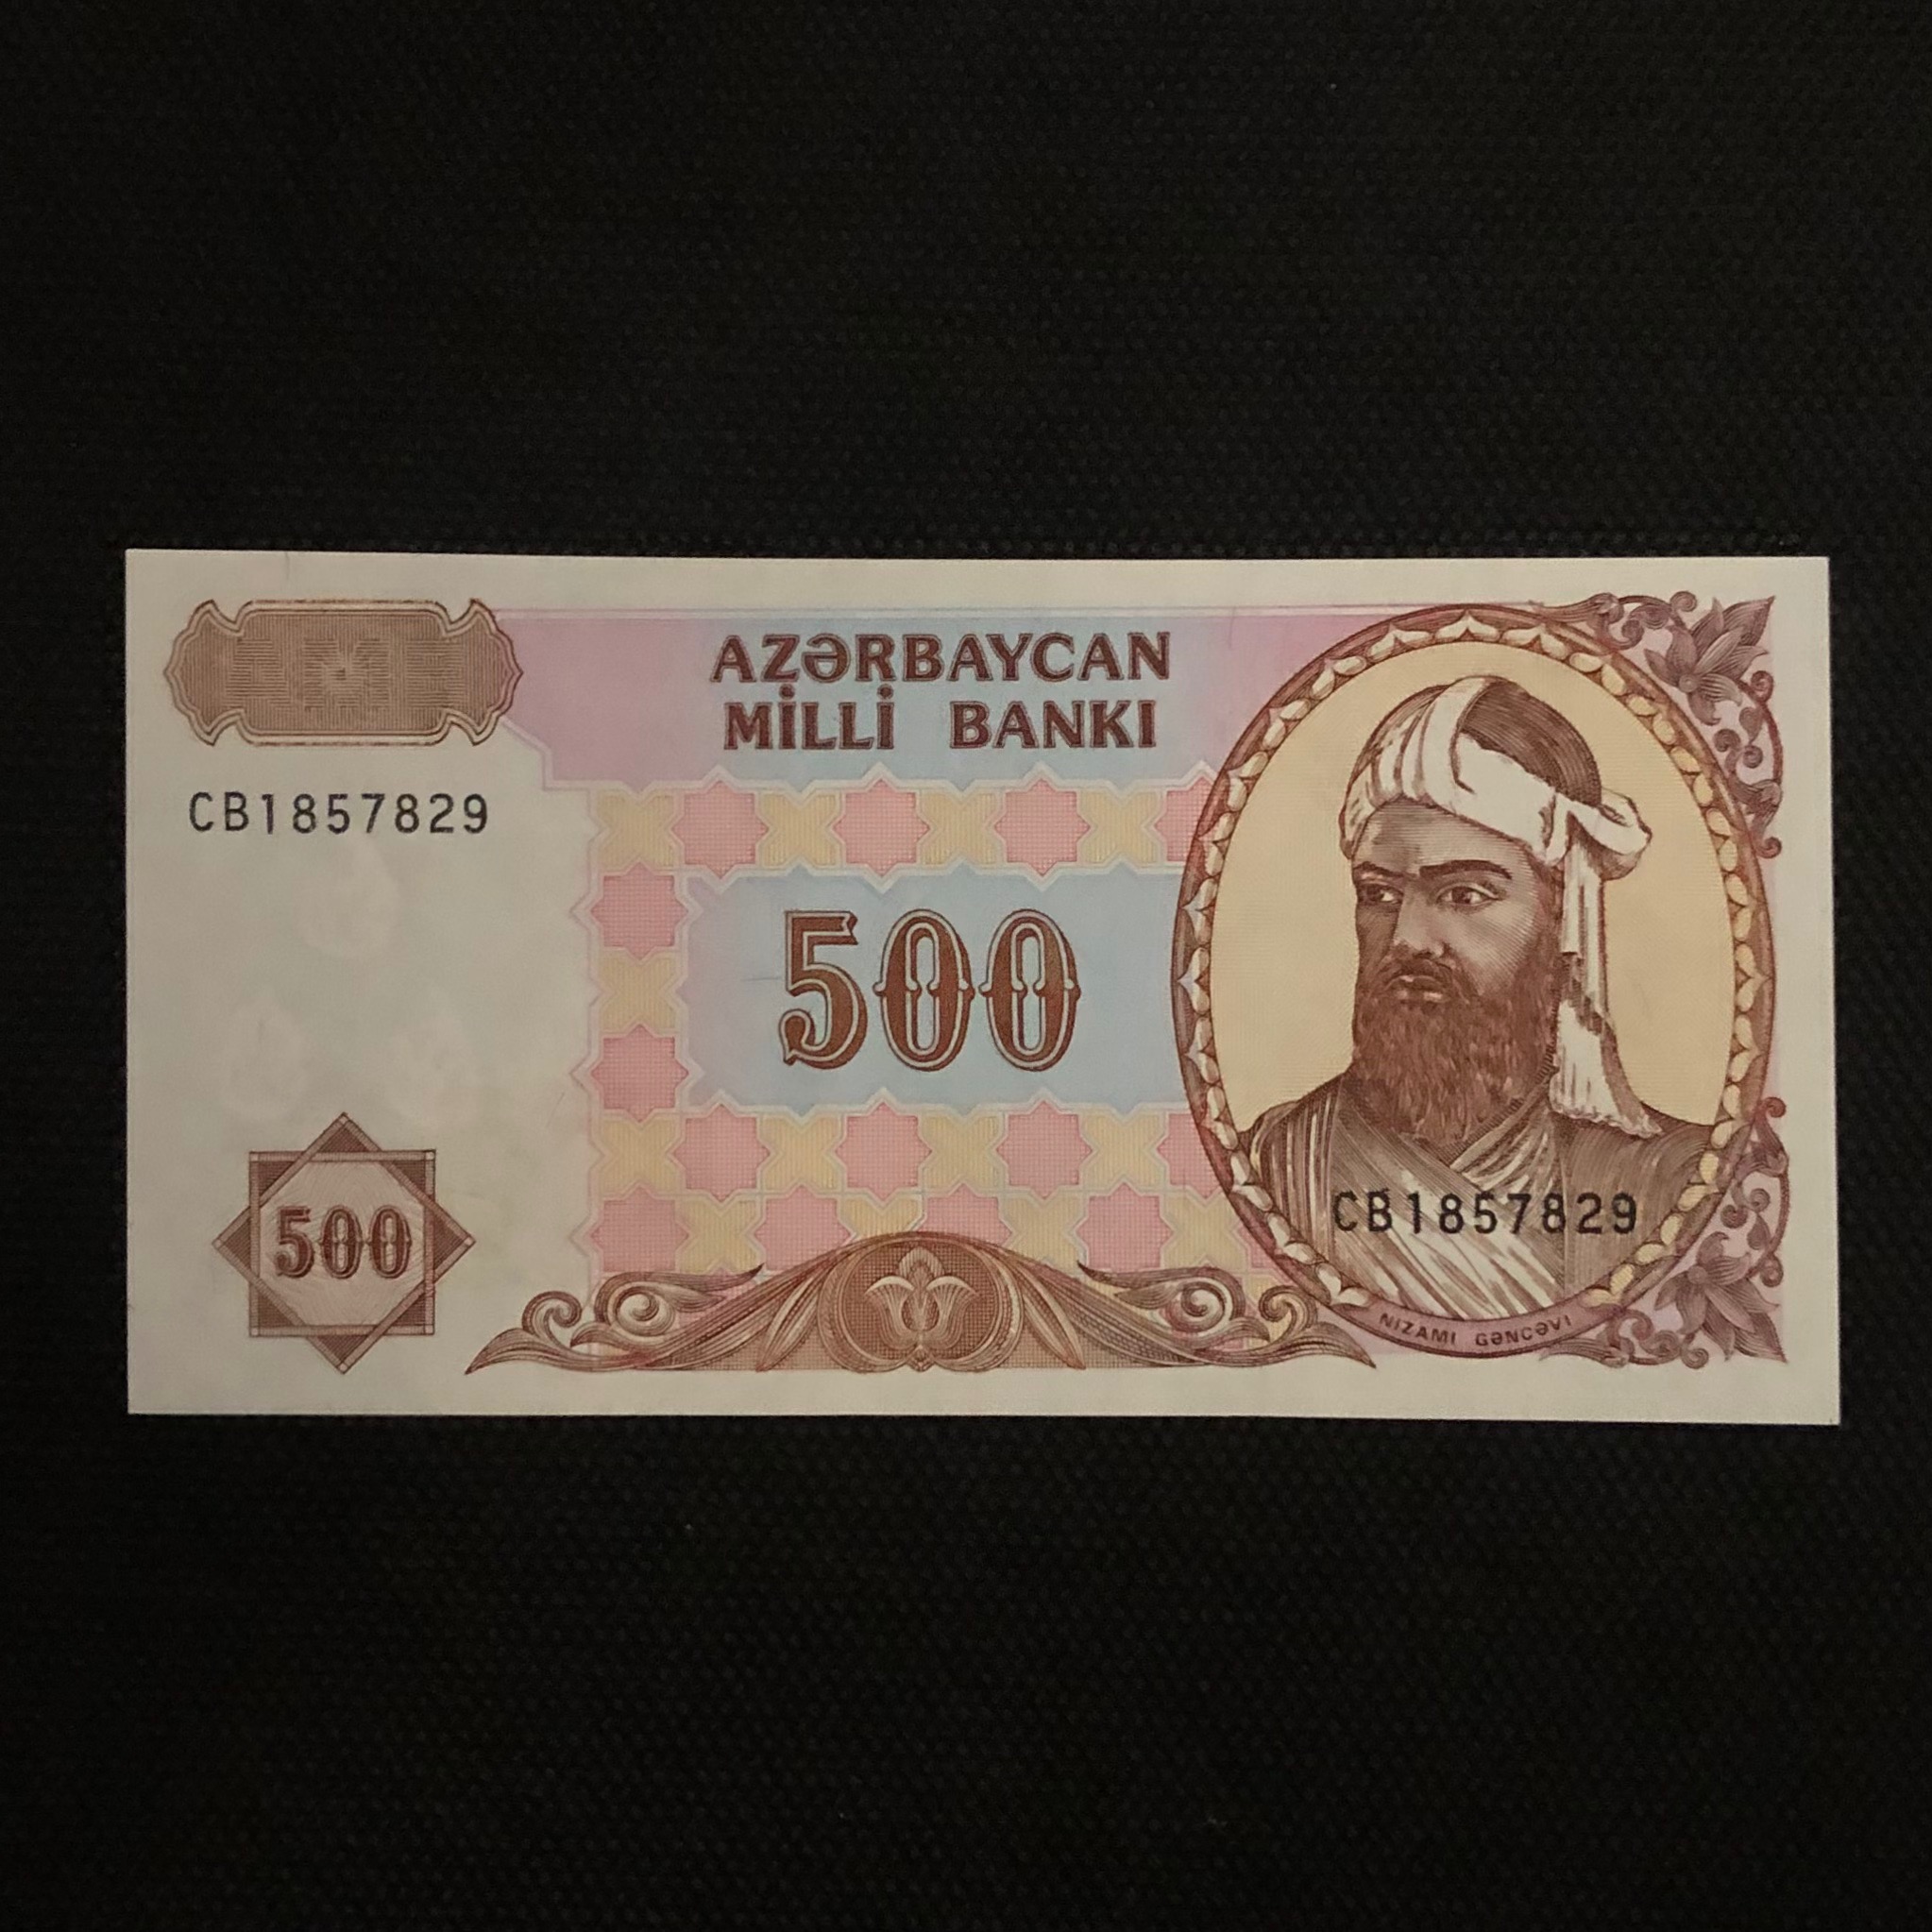 AZƏRBAYCAN
MİLLİ BANKI
CB1857829
500
500
CB1857829
NIZAMI GƏNCƏVI